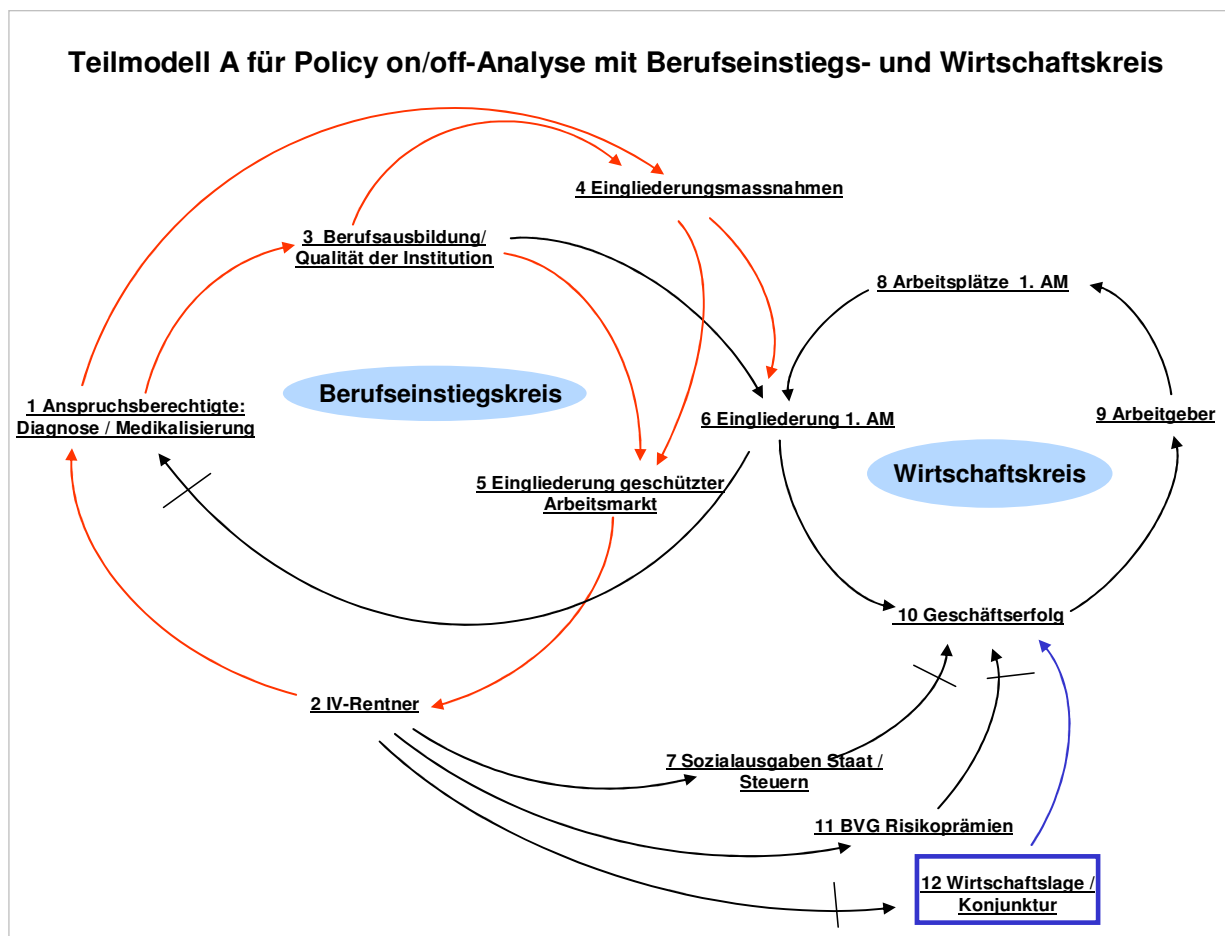 Teilmodell A für Policy on/off-Analyse mit Berufseinstiegs- und Wirtschaftskreis
4 Eingliederungsmassnahmen
3 Berufsausbildung/
Qualität der Institution
8 Arbeitsplätze 1. AM
Berufseinstiegskreis
1 Anspruchsberechtigte:
Diagnose / Medikalisierung
6 Eingliederung 1. AM
9 Arbeitgeber
Wirtschaftskreis
5 Eingliederung geschützter
Arbeitsmarkt
10 Geschäftserfolg
2 IV-Rentner
7 Sozialausgaben Staat /
Steuern
11 BVG Risikoprämien
12 Wirtschaftslage /
Konjunktur